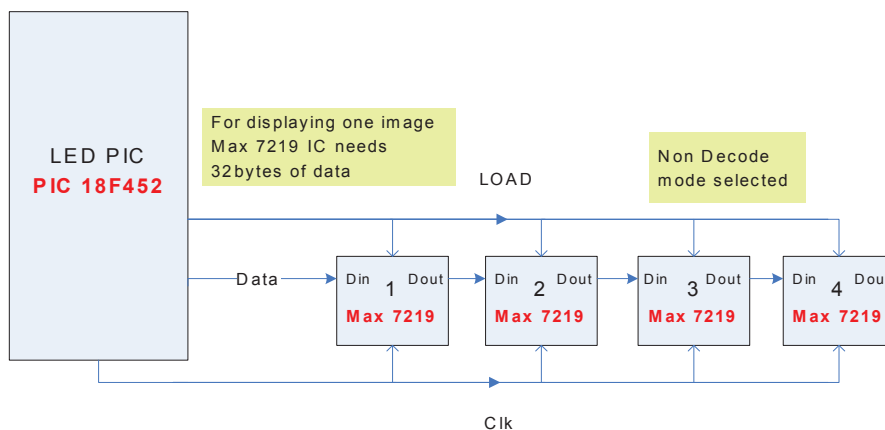 For displaying one image
Max 7219 IC needs
32bytes of data
LED PIC
PIC 18F452
Non Decode
mode selected
LOAD
Data
Din 1 Dout
Max 7219
Din 2 Dout
Max 7219
Din 3 Dout
Max 7219
Din 4 Dout
Max 7219
Clk